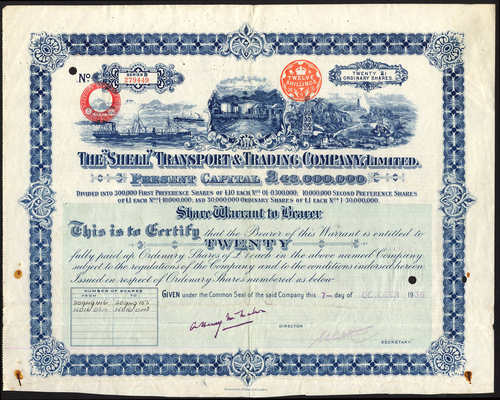 No
SERIES B
279449
TWENTY £1
ORDINARY SHARES.
TWELVE
SHILLINGS
THE "SHELL" TRANSPORT & TRADING COMPANY, LIMITED.
PRESENT CAPITAL £43,000,000
DIVIDED INTO 300,000 FIRST PREFERENCE SHARES OF £10 EACH Nos 01-0300,000; 10,000,000 SECOND PREFERENCE SHARES
OF £1 EACH Nos 1-10,000,000; AND 30,000,000 ORDINARY SHARES OF £1 EACH Nos 1-30,000,000.
Share Warrant to Bearer
This is to Certify that the Bearer of this Warrant is entitled to
TWENTY
fully paid up Ordinary Shares of £1 each in the above named Company
subject to the regulations of the Company and to the conditions endorsed hereon
Issued in respect of Ordinary Shares numbered as below:
NUMBER OF SHARES
FROM TO
GIVEN under the Common Seal of the said Company this 7th day of OCTOBER 19
DIRECTOR
SECRETARY.